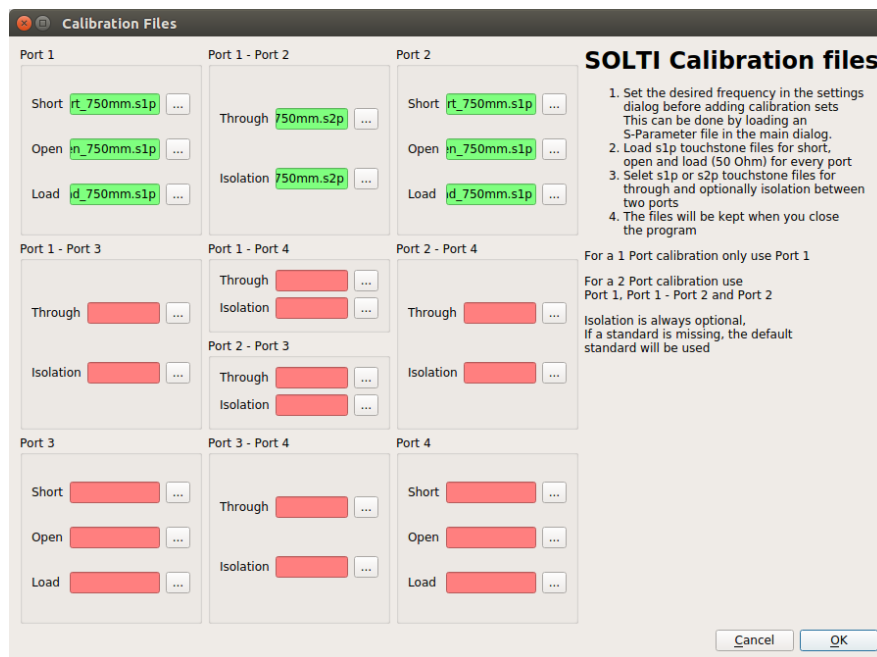 Calibration Files
Port 1
Short rt_750mm.s1p ...
Open n_750mm.s1p ...
Load d_750mm.s1p ...
Port 1 - Port 2
Through 750mm.s2p ...
Isolation 750mm.s2p ...
Port 2
Short rt_750mm.s1p ...
Open n_750mm.s1p ...
Load d_750mm.s1p ...
Port 1 - Port 3
Through ...
Isolation ...
Port 1 - Port 4
Through ...
Isolation ...
Port 2 - Port 3
Through ...
Isolation ...
Port 2 - Port 4
Through ...
Isolation ...
Port 3
Short ...
Open ...
Load ...
Port 3 - Port 4
Through ...
Isolation ...
Port 4
Short ...
Open ...
Load ...
SOLTI Calibration files
1. Set the desired frequency in the settings
dialog before adding calibration sets
This can be done by loading an
S-Parameter file in the main dialog.
2. Load s1p touchstone files for short,
open and load (50 Ohm) for every port
3. Selet s1p or s2p touchstone files for
through and optionally isolation between
two ports
4. The files will be kept when you close
the program
For a 1 Port calibration only use Port 1
For a 2 Port calibration use
Port 1, Port 1 - Port 2 and Port 2
Isolation is always optional,
If a standard is missing, the default
standard will be used
Cancel
OK